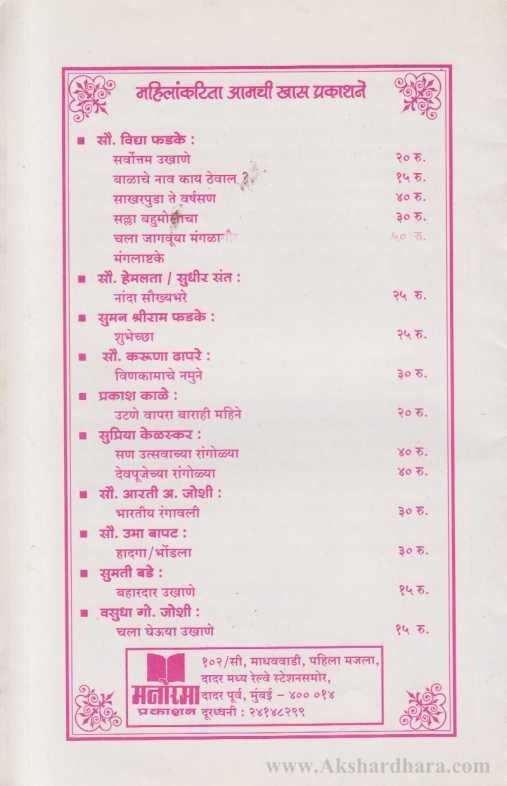 महिलांकरिता आमची खास प्रकाशने
■ सौ. विद्या फडके :
सर्वोत्तम उखाणे २० रु.
बाळाचे नाव काय ठेवाल १५ रु.
साखरपुडा ते वर्षसण ४० रु.
सल्ला बहुमोलाचा ३० रु.
चला जागवूया मंगळागौर ५० रु.
मंगलाष्टके
■ सौ. हेमलता / सुधीर संत :
नांदा सौख्यभरे २५ रु.
■ सुमन श्रीराम फडके :
शुभेच्छा २५ रु.
■ सौ. करूणा ढापरे :
विणकामाचे नमुने ३० रु.
■ प्रकाश काळे :
उटणे वापरा बाराही महिने २० रु.
■ सुप्रिया केळस्कर :
सण उत्सवाच्या रांगोळ्या ४० रु.
देवपूजेच्या रांगोळ्या ४० रु.
■ सौ. आरती अ. जोशी :
भारतीय रंगावली ३० रु.
■ सौ. उमा बापट :
हादगा/भोंडला ३० रु.
■ सुमती बडे :
बहारदार उखाणे १५ रु.
■ वसुधा गो. जोशी :
चला घेऊया उखाणे १५ रु.
मनोरमा
प्रकाशन
१०२/सी, माधववाडी, पहिला मजला,
दादर मध्य रेल्वे स्टेशनसमोर,
दादर पूर्व, मुंबई – ४०० ०१४
दूरध्वनी : २४१४८२९९
www.Akshardhara.com